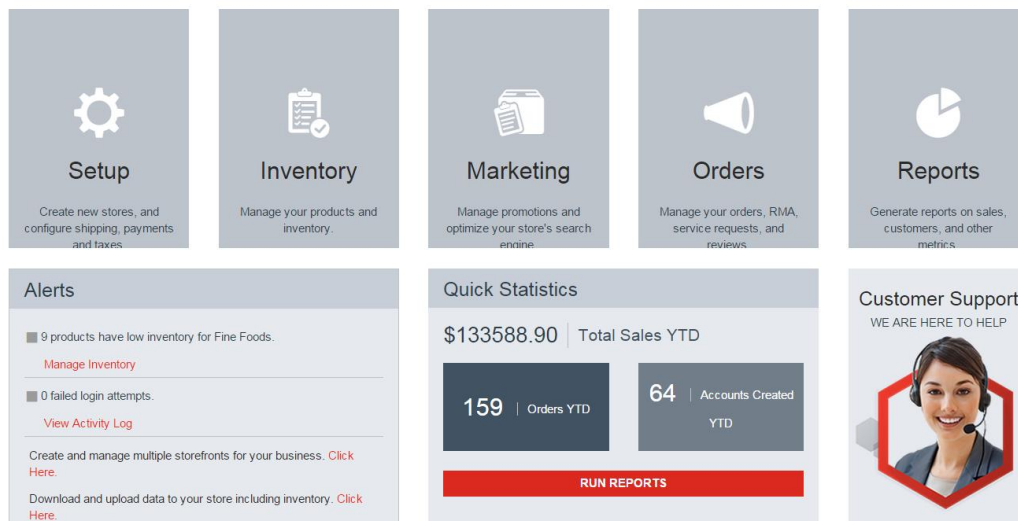 Setup
Create new stores, and
configure shipping, payments
and taxes
Inventory
Manage your products and
inventory.
Marketing
Manage promotions and
optimize your store's search
engine
Orders
Manage your orders, RMA,
service requests, and
reviews
Reports
Generate reports on sales,
customers, and other
metrics
Alerts
9 products have low inventory for Fine Foods.
Manage Inventory
0 failed login attempts.
View Activity Log
Create and manage multiple storefronts for your business. Click
Here.
Download and upload data to your store including inventory. Click
Here.
Quick Statistics
$133588.90 | Total Sales YTD
159 | Orders YTD
64 | Accounts Created
YTD
RUN REPORTS
Customer Support
WE ARE HERE TO HELP